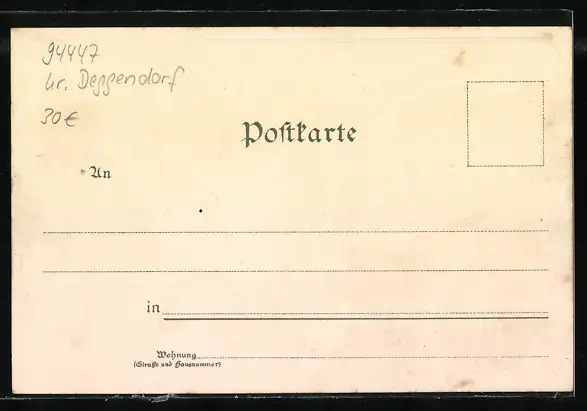 94447
Kr. Deggendorf
30 €
Postkarte
An
in
Wohnung
(Straße und Hausnummer)